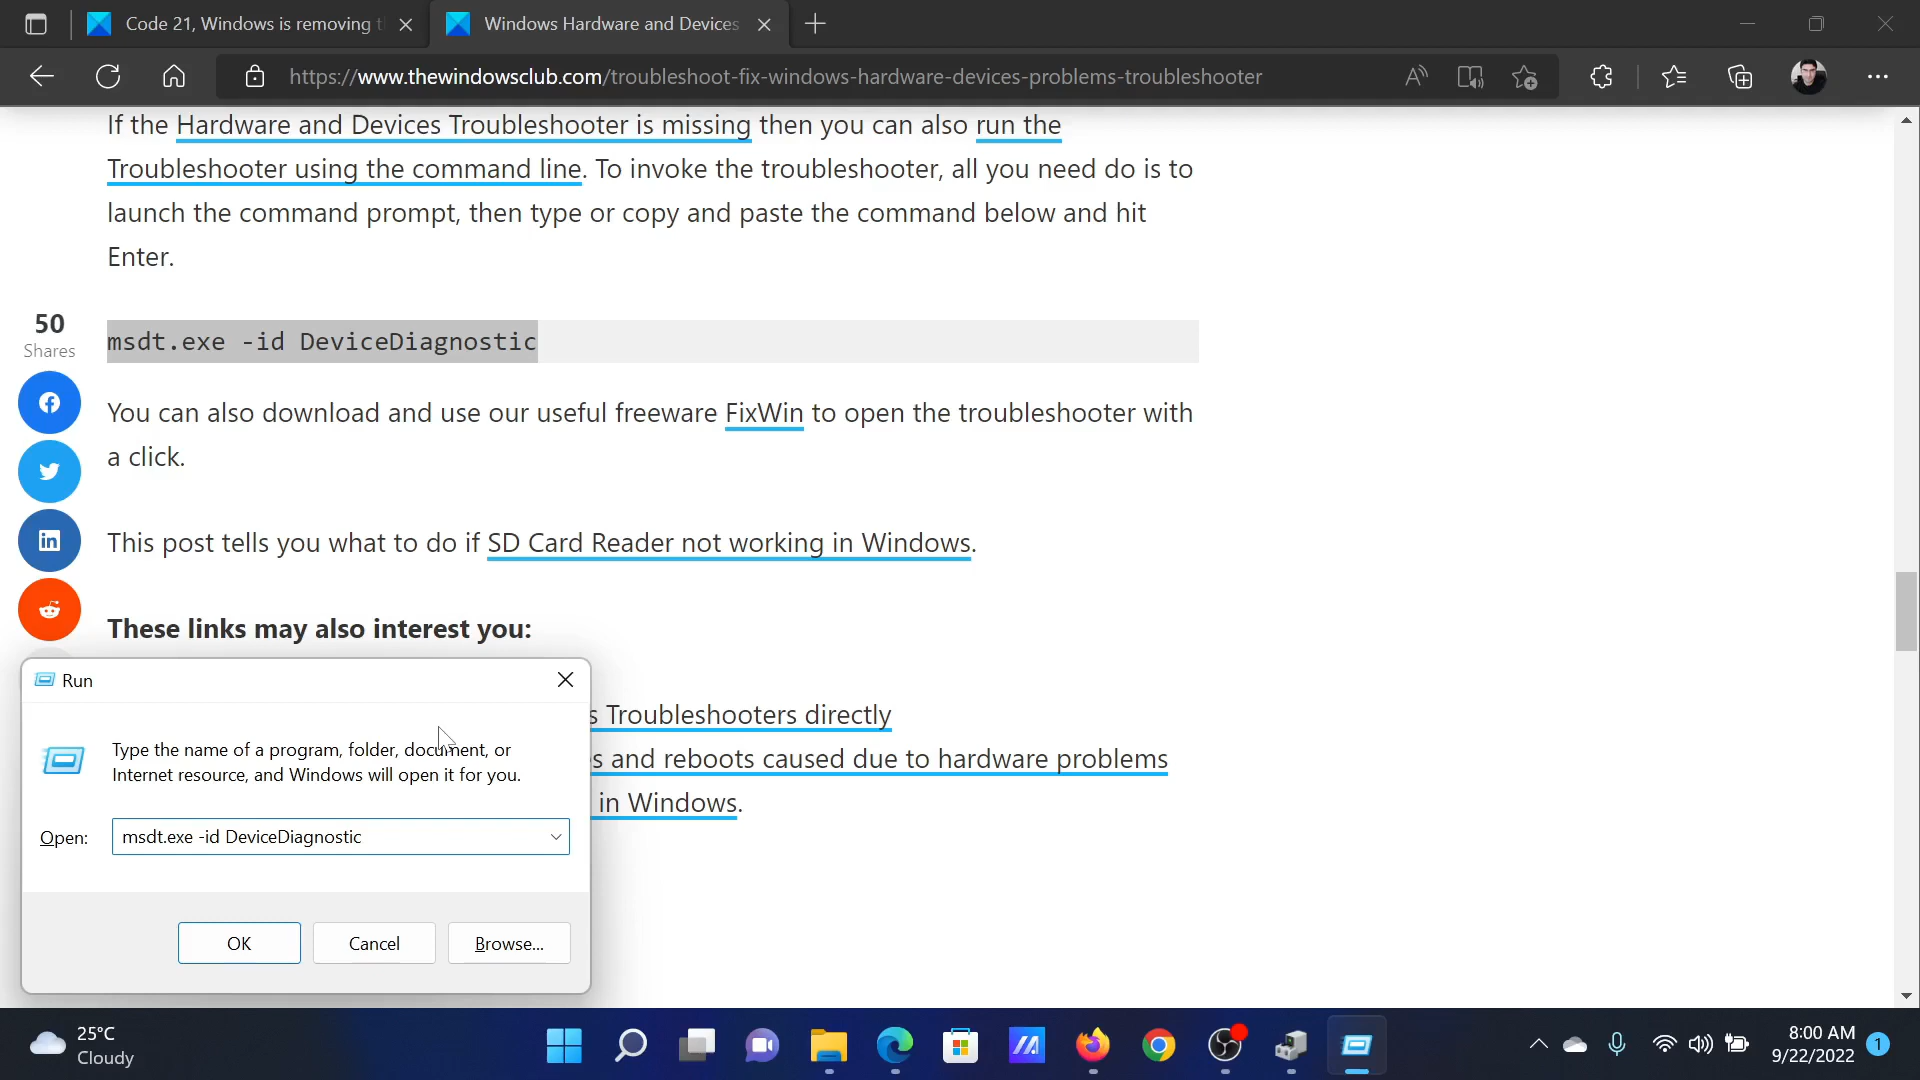 Code 21, Windows is removing t
Windows Hardware and Devices
https://www.thewindowsclub.com/troubleshoot-fix-windows-hardware-devices-problems-troubleshooter
If the Hardware and Devices Troubleshooter is missing then you can also run the
Troubleshooter using the command line. To invoke the troubleshooter, all you need do is to
launch the command prompt, then type or copy and paste the command below and hit
Enter.
50
Shares
msdt.exe -id DeviceDiagnostic
You can also download and use our useful freeware FixWin to open the troubleshooter with
a click.
This post tells you what to do if SD Card Reader not working in Windows.
These links may also interest you:
s Troubleshooters directly
s and reboots caused due to hardware problems
in Windows.
Run
Type the name of a program, folder, document, or
Internet resource, and Windows will open it for you.
Open:
msdt.exe -id DeviceDiagnostic
OK
Cancel
Browse...
25°C
Cloudy
8:00 AM
9/22/2022
1